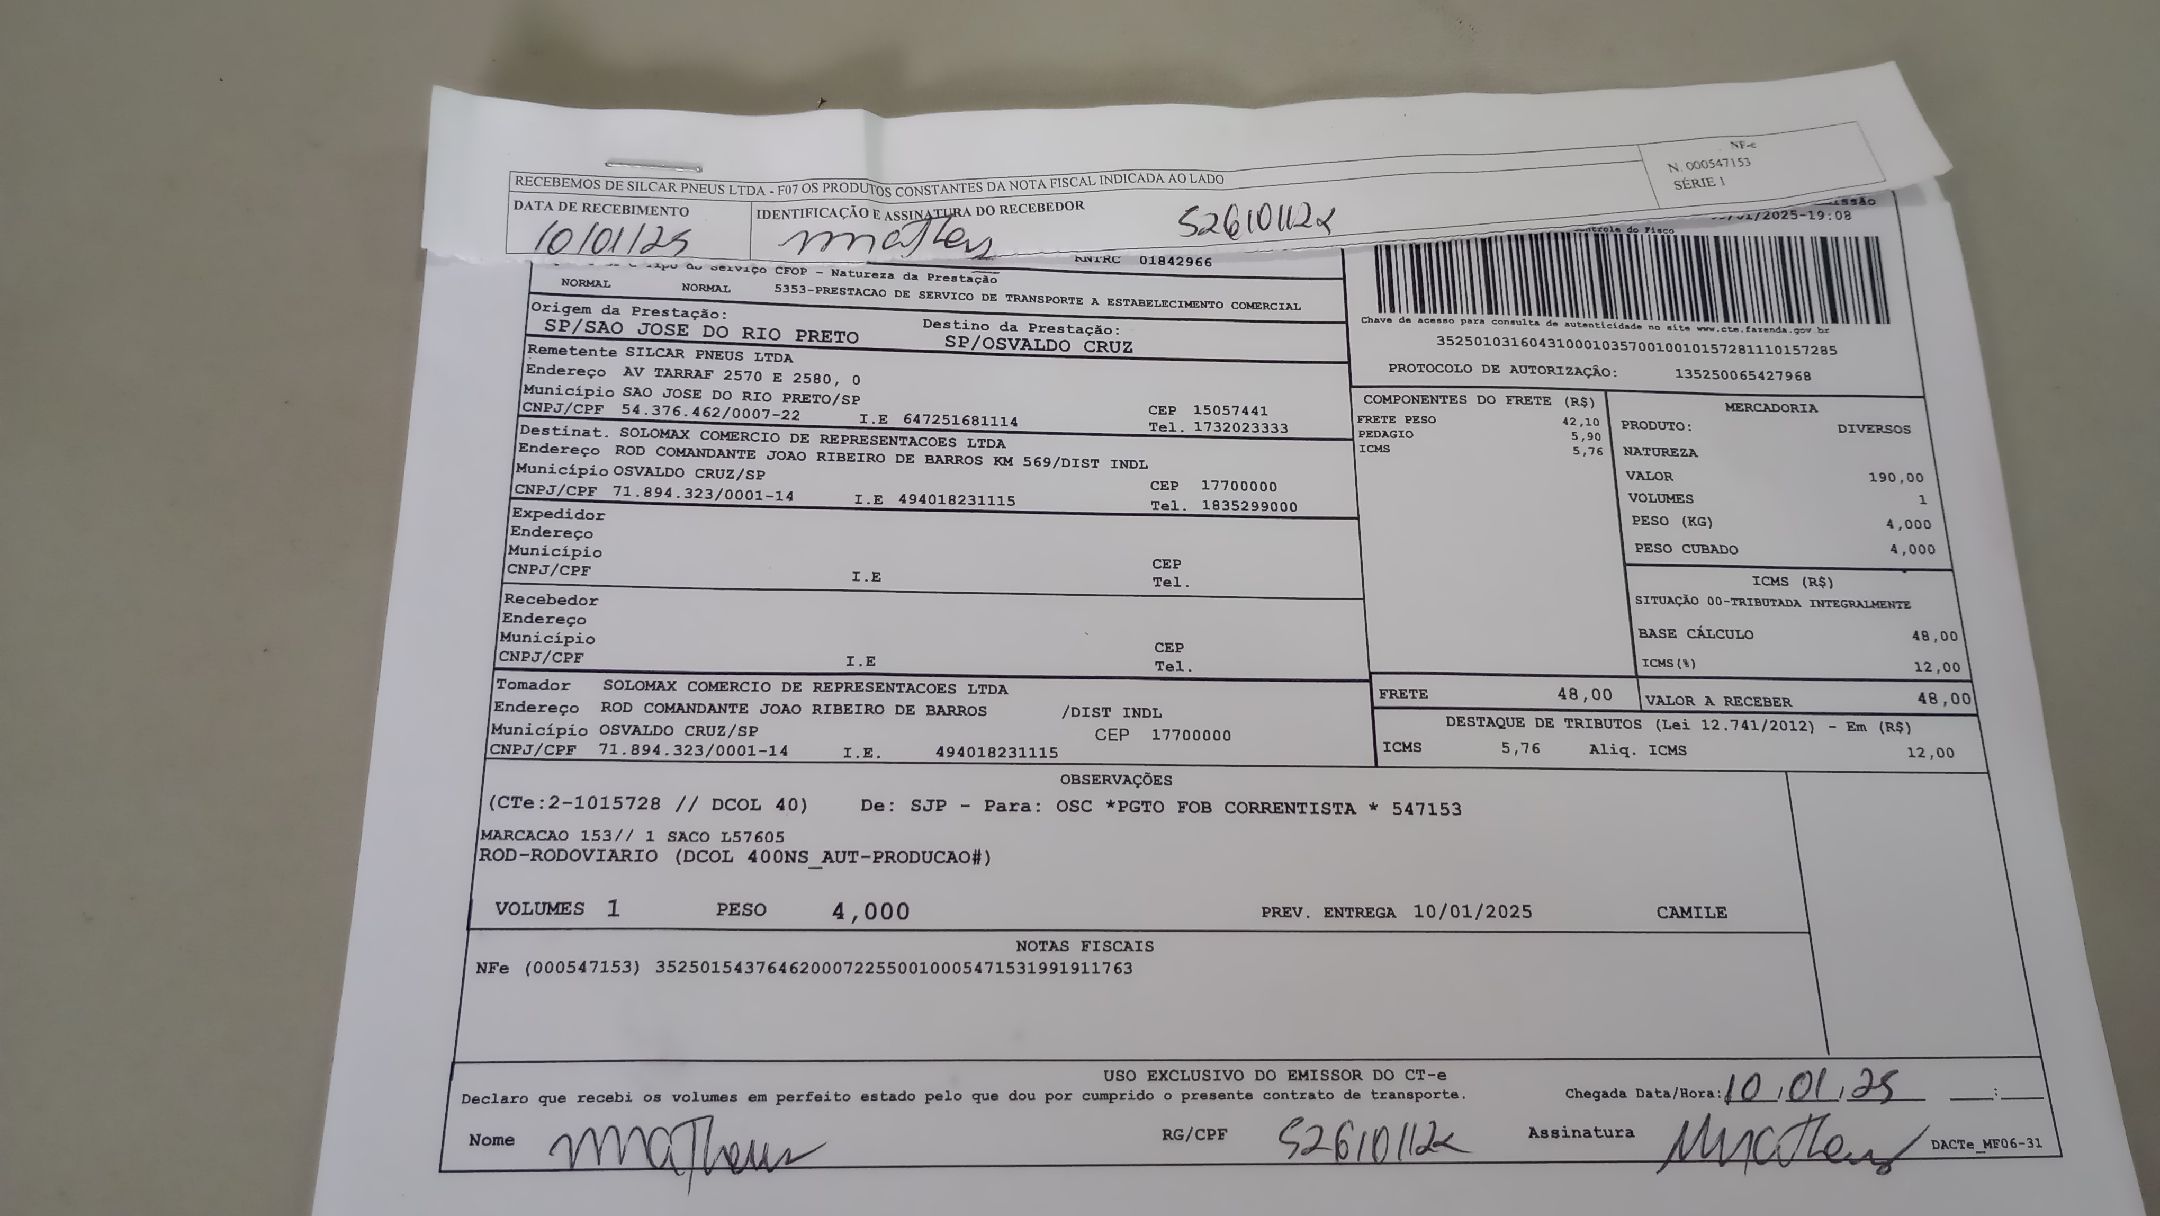 RECEBEMOS DE SILCAR PNEUS LTDA - F07 OS PRODUTOS CONSTANTES DA NOTA FISCAL INDICADA AO LADO
NF-e
N. 000547153
SÉRIE 1
DATA DE RECEBIMENTO
10/01/25
IDENTIFICAÇÃO E ASSINATURA DO RECEBEDOR
Matheus 52610112x
/2025-19:08
RNTRC 01842966
Serviço CFOP - Natureza da Prestação
NORMAL NORMAL 5353-PRESTACAO DE SERVICO DE TRANSPORTE A ESTABELECIMENTO COMERCIAL
Origem da Prestação: Destino da Prestação:
SP/SAO JOSE DO RIO PRETO SP/OSVALDO CRUZ
Remetente SILCAR PNEUS LTDA
Endereço AV TARRAF 2570 E 2580, 0
Município SAO JOSE DO RIO PRETO/SP CEP 15057441
CNPJ/CPF 54.376.462/0007-22 I.E 647251681114 Tel. 1732023333
Destinat. SOLOMAX COMERCIO DE REPRESENTACOES LTDA
Endereço ROD COMANDANTE JOAO RIBEIRO DE BARROS KM 569/DIST INDL
Município OSVALDO CRUZ/SP CEP 17700000
CNPJ/CPF 71.894.323/0001-14 I.E 494018231115 Tel. 1835299000
Expedidor
Endereço
Município CEP
CNPJ/CPF I.E Tel.
Recebedor
Endereço
Município CEP
CNPJ/CPF I.E Tel.
Tomador SOLOMAX COMERCIO DE REPRESENTACOES LTDA
Endereço ROD COMANDANTE JOAO RIBEIRO DE BARROS /DIST INDL
Município OSVALDO CRUZ/SP CEP 17700000
CNPJ/CPF 71.894.323/0001-14 I.E. 494018231115
ntrole do Fisco
Chave de acesso para consulta de autenticidade no site www.cte.fazenda.gov.br
35250103160431000103570010010157281110157285
PROTOCOLO DE AUTORIZAÇÂO: 135250065427968
COMPONENTES DO FRETE (R$)
FRETE PESO 42,10
PEDAGIO 5,90
ICMS 5,76
MERCADORIA
PRODUTO: DIVERSOS
NATUREZA
VALOR 190,00
VOLUMES 1
PESO (KG) 4,000
PESO CUBADO 4,000
ICMS (R$)
SITUAÇÃO 00-TRIBUTADA INTEGRALMENTE
BASE CÁLCULO 48,00
ICMS(%) 12,00
FRETE 48,00 VALOR A RECEBER 48,00
DESTAQUE DE TRIBUTOS (Lei 12.741/2012) - Em (R$)
ICMS 5,76 Aliq. ICMS 12,00
OBSERVAÇÕES
(CTe:2-1015728 // DCOL 40) De: SJP - Para: OSC *PGTO FOB CORRENTISTA * 547153
MARCACAO 153// 1 SACO L57605
ROD-RODOVIARIO (DCOL 400NS_AUT-PRODUCAO#)
VOLUMES 1 PESO 4,000 PREV. ENTREGA 10/01/2025 CAMILE
NOTAS FISCAIS
NFe (000547153) 35250154376462000722550010005471531991911763
USO EXCLUSIVO DO EMISSOR DO CT-e
Declaro que recebi os volumes em perfeito estado pelo que dou por cumprido o presente contrato de transporte. Chegada Data/Hora: 10/01/25 ___:___
Nome Matheus RG/CPF 52610112x Assinatura Matheus DACTe_MF06-31